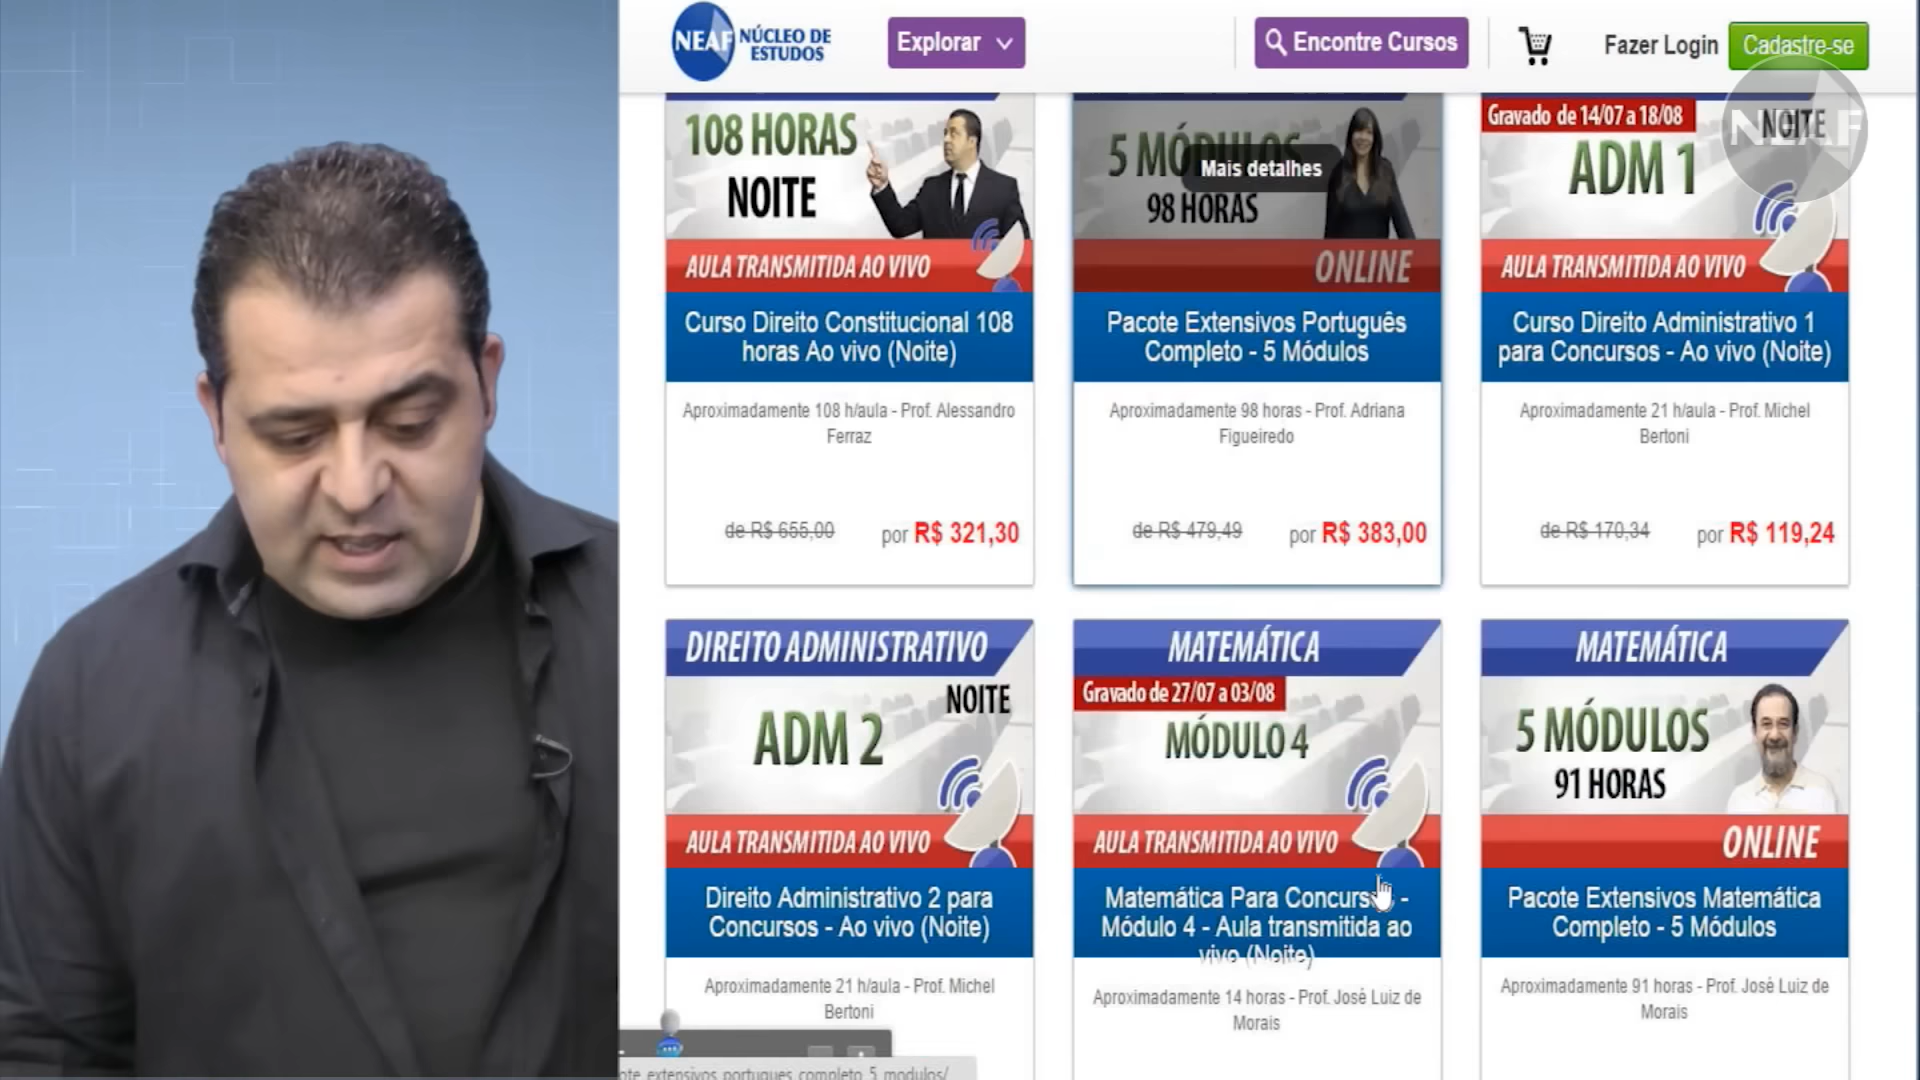 NEAF NÚCLEO DE
ESTUDOS
Explorar
Encontre Cursos
Fazer Login
Cadastre-se
NEAF
108 HORAS
NOITE
AULA TRANSMITIDA AO VIVO
Curso Direito Constitucional 108
horas Ao vivo (Noite)
Aproximadamente 108 h/aula - Prof. Alessandro
Ferraz
de R$ 655,00 por R$ 321,30
5 MÓDULOS
Mais detalhes
98 HORAS
ONLINE
Pacote Extensivos Português
Completo - 5 Módulos
Aproximadamente 98 horas - Prof. Adriana
Figueiredo
de R$ 479,49 por R$ 383,00
Gravado de 14/07 a 18/08
NOITE
ADM 1
AULA TRANSMITIDA AO VIVO
Curso Direito Administrativo 1
para Concursos - Ao vivo (Noite)
Aproximadamente 21 h/aula - Prof. Michel
Bertoni
de R$ 170,34 por R$ 119,24
DIREITO ADMINISTRATIVO
NOITE
ADM 2
AULA TRANSMITIDA AO VIVO
Direito Administrativo 2 para
Concursos - Ao vivo (Noite)
Aproximadamente 21 h/aula - Prof. Michel
Bertoni
MATEMÁTICA
Gravado de 27/07 a 03/08
MÓDULO 4
AULA TRANSMITIDA AO VIVO
Matemática Para Concursos -
Módulo 4 - Aula transmitida ao
vivo (Noite)
Aproximadamente 14 horas - Prof. José Luiz de
Morais
MATEMÁTICA
5 MÓDULOS
91 HORAS
ONLINE
Pacote Extensivos Matemática
Completo - 5 Módulos
Aproximadamente 91 horas - Prof. José Luiz de
Morais